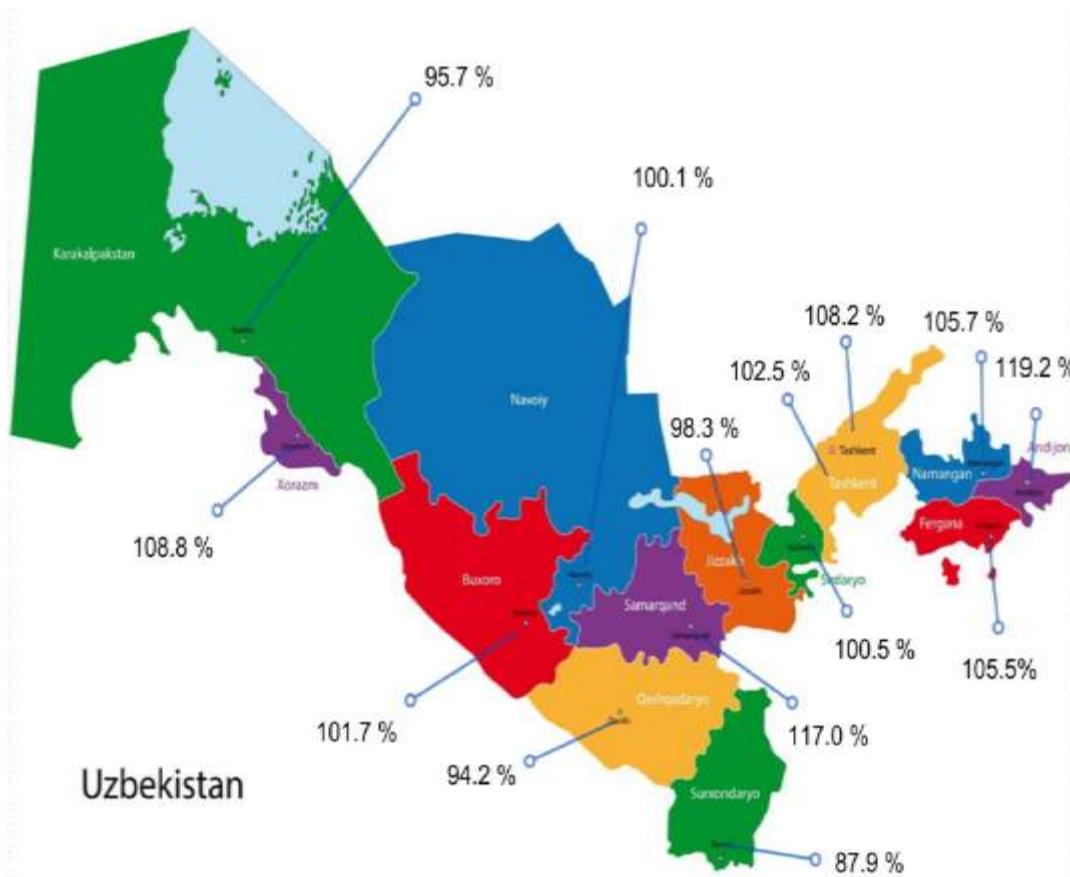 95.7 %
100.1 %
Karakalpakstan
108.2 %
105.7 %
102.5 %
119.2 %
Navoiy
98.3 %
Andijon
Tashkent
Namangan
Tashkent
Xorazm
108.8 %
Fergana
Buxoro
Jizzakh
Sirdaryo
Samarqand
100.5 %
105.5%
Qashqadaryo
101.7 %
117.0 %
94.2 %
Uzbekistan
Surxondaryo
87.9 %